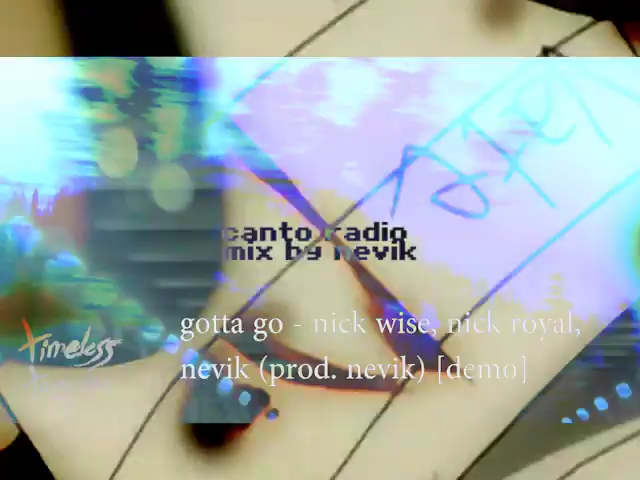 canto radio
mix by nevik
gotta go - nick wise, nick royal,
timeless
nevik (prod. nevik) [demo]